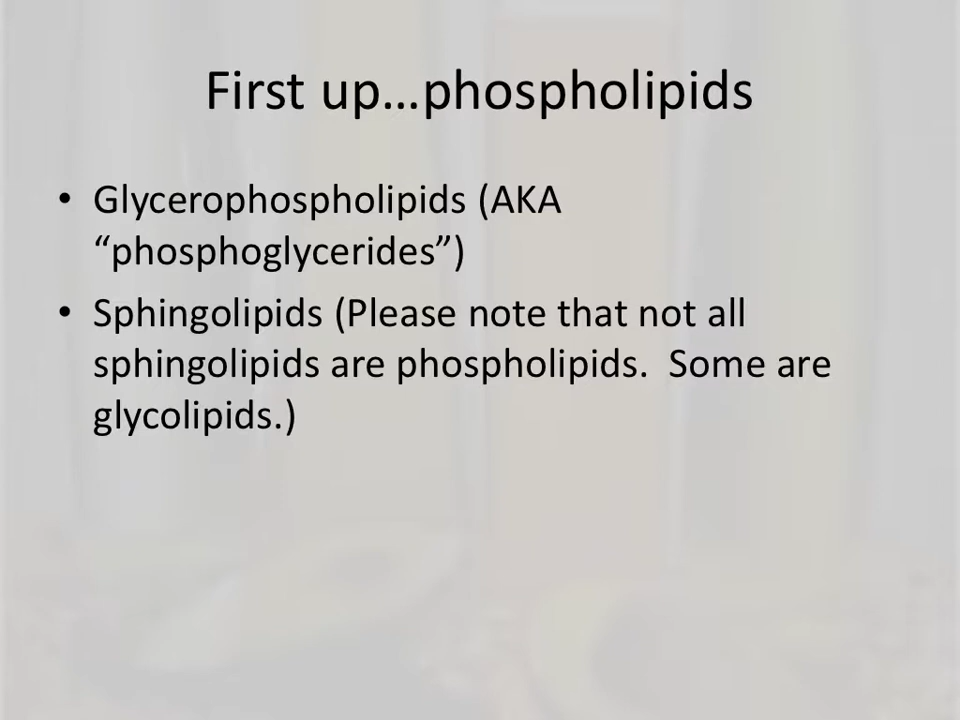 First up…phospholipids
• Glycerophospholipids (AKA
“phosphoglycerides”)
• Sphingolipids (Please note that not all
sphingolipids are phospholipids.  Some are
glycolipids.)